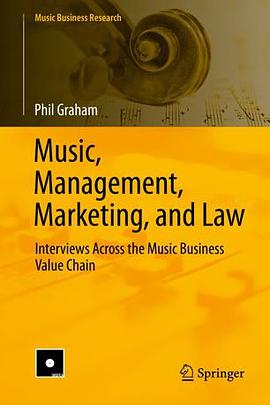 Music Business Research
Phil Graham
Music,
Management,
Marketing, and Law
Interviews Across the Music Business
Value Chain
Springer